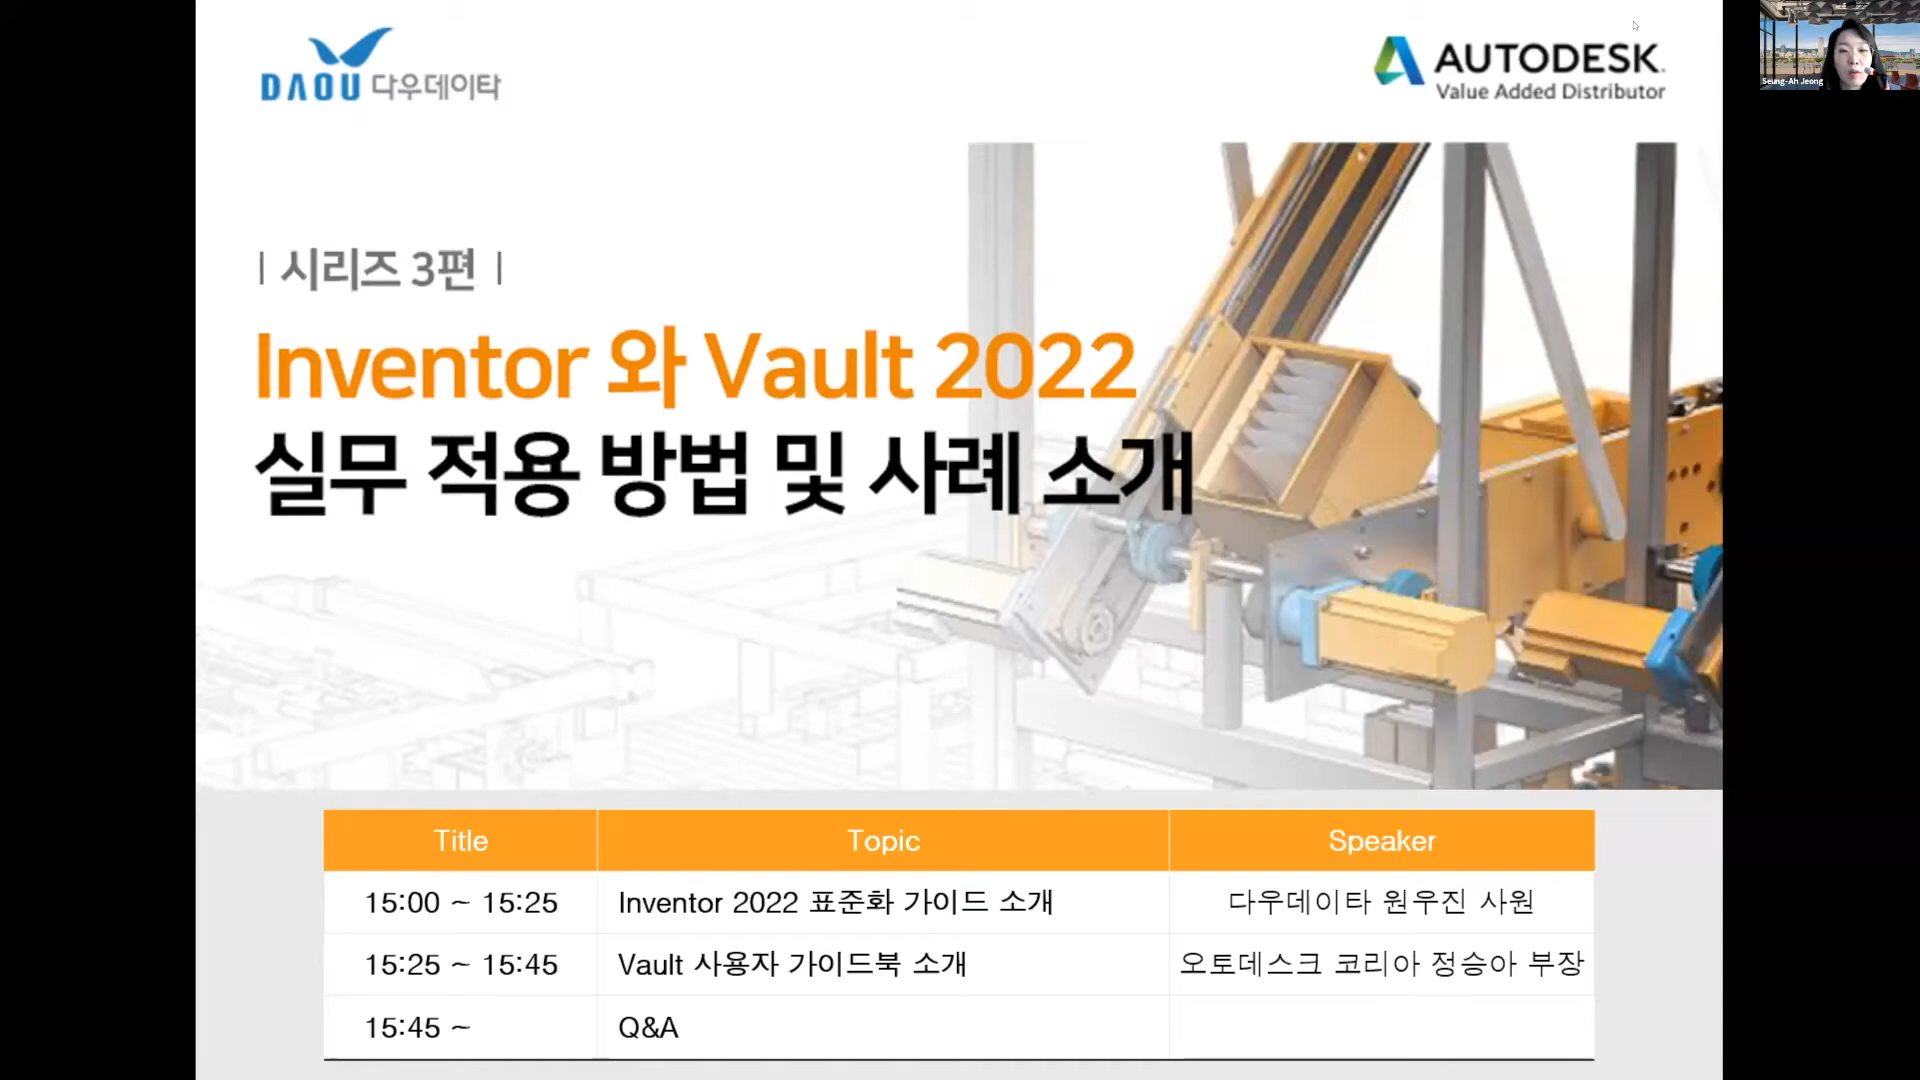 DAOU 다우데이타
AUTODESK.
Value Added Distributor
Seung-Ah Jeong
| 시리즈 3편 |
Inventor 와 Vault 2022
실무 적용 방법 및 사례 소개
Title Topic Speaker
15:00 ~ 15:25 Inventor 2022 표준화 가이드 소개 다우데이타 원우진 사원
15:25 ~ 15:45 Vault 사용자 가이드북 소개 오토데스크 코리아 정승아 부장
15:45 ~ Q&A